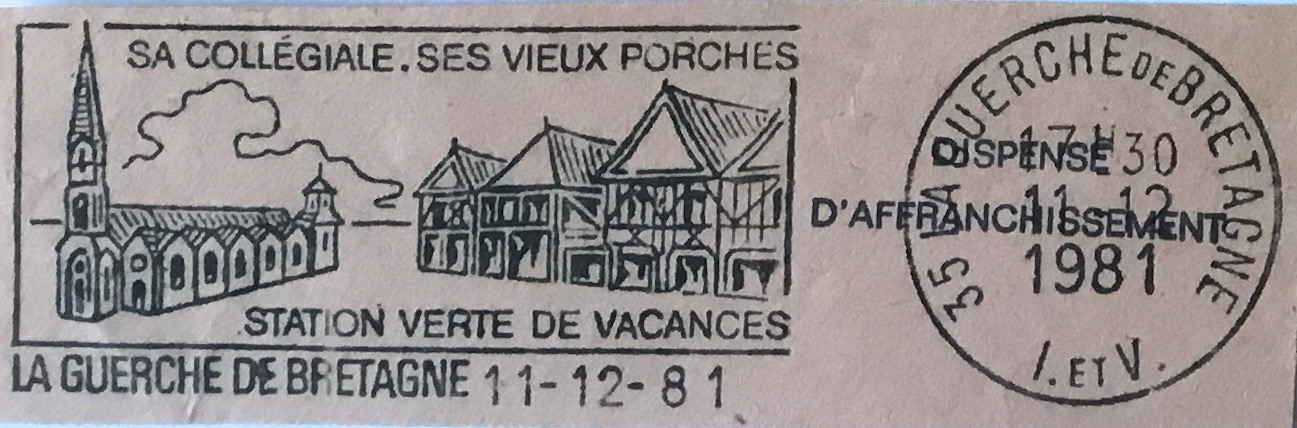 SA COLLÉGIALE. SES VIEUX PORCHES
STATION VERTE DE VACANCES
LA GUERCHE DE BRETAGNE 11-12-81
35 LA GUERCHE DE BRETAGNE
17H30
DISPENSE
11-12
D'AFFRANCHISSEMENT
1981
I. ET V.